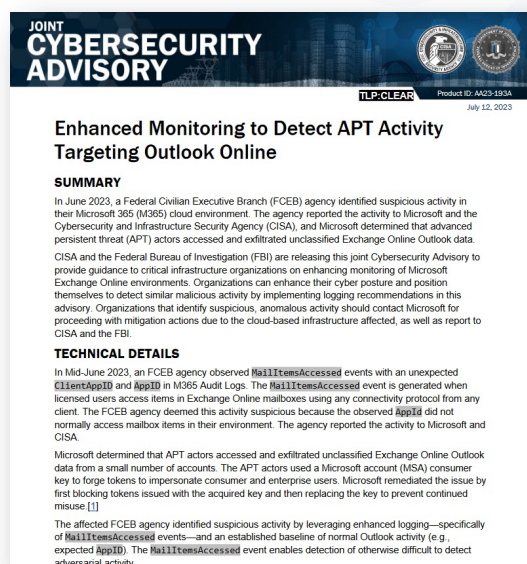 JOINT
CYBERSECURITY
ADVISORY
TLP:CLEAR
Product ID: AA23-193A
July 12, 2023
Enhanced Monitoring to Detect APT Activity
Targeting Outlook Online
SUMMARY
In June 2023, a Federal Civilian Executive Branch (FCEB) agency identified suspicious activity in
their Microsoft 365 (M365) cloud environment. The agency reported the activity to Microsoft and the
Cybersecurity and Infrastructure Security Agency (CISA), and Microsoft determined that advanced
persistent threat (APT) actors accessed and exfiltrated unclassified Exchange Online Outlook data.
CISA and the Federal Bureau of Investigation (FBI) are releasing this joint Cybersecurity Advisory to
provide guidance to critical infrastructure organizations on enhancing monitoring of Microsoft
Exchange Online environments. Organizations can enhance their cyber posture and position
themselves to detect similar malicious activity by implementing logging recommendations in this
advisory. Organizations that identify suspicious, anomalous activity should contact Microsoft for
proceeding with mitigation actions due to the cloud-based infrastructure affected, as well as report to
CISA and the FBI.
TECHNICAL DETAILS
In Mid-June 2023, an FCEB agency observed MailItemsAccessed events with an unexpected
ClientAppID and AppID in M365 Audit Logs. The MailItemsAccessed event is generated when
licensed users access items in Exchange Online mailboxes using any connectivity protocol from any
client. The FCEB agency deemed this activity suspicious because the observed AppId did not
normally access mailbox items in their environment. The agency reported the activity to Microsoft and
CISA.
Microsoft determined that APT actors accessed and exfiltrated unclassified Exchange Online Outlook
data from a small number of accounts. The APT actors used a Microsoft account (MSA) consumer
key to forge tokens to impersonate consumer and enterprise users. Microsoft remediated the issue by
first blocking tokens issued with the acquired key and then replacing the key to prevent continued
misuse.[1]
The affected FCEB agency identified suspicious activity by leveraging enhanced logging—specifically
of MailItemsAccessed events—and an established baseline of normal Outlook activity (e.g.,
expected AppID). The MailItemsAccessed event enables detection of otherwise difficult to detect
adversarial activity.